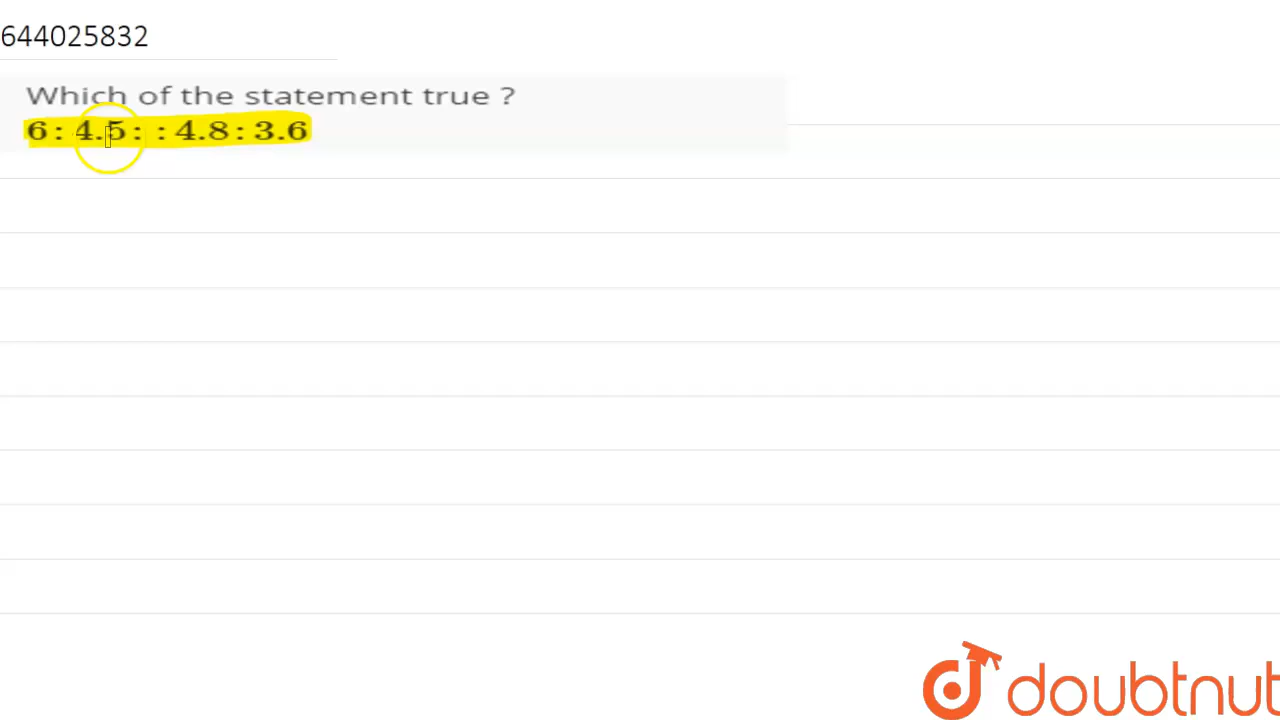 644025832
Which of the statement true ?
6 : 4.5 : : 4.8 : 3.6
doubtnut